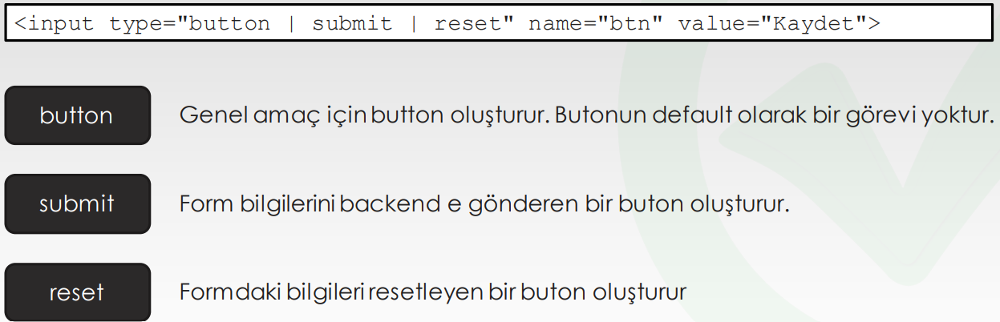 <input type="button | submit | reset" name="btn" value="Kaydet">
button
Genel amaç için button oluşturur. Butonun default olarak bir görevi yoktur.
submit
Form bilgilerini backend e gönderen bir buton oluşturur.
reset
Formdaki bilgileri resetleyen bir buton oluşturur